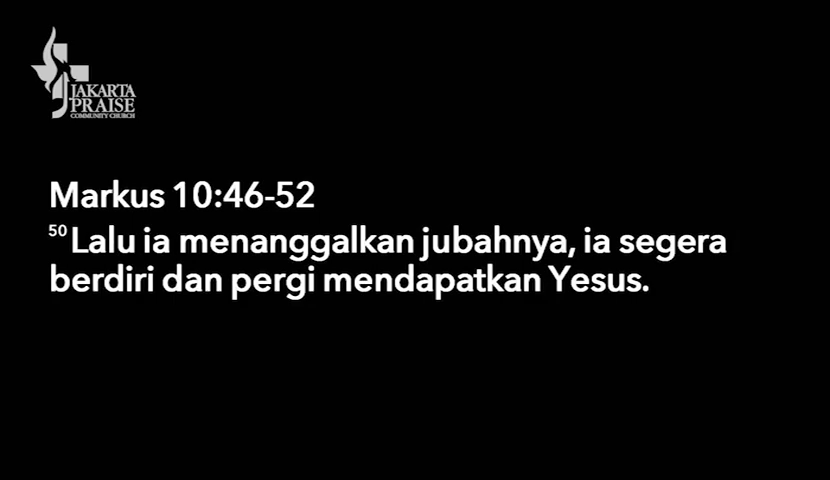 JAKARTA
PRAISE
COMMUNITY CHURCH
Markus 10:46-52
50 Lalu ia menanggalkan jubahnya, ia segera
berdiri dan pergi mendapatkan Yesus.